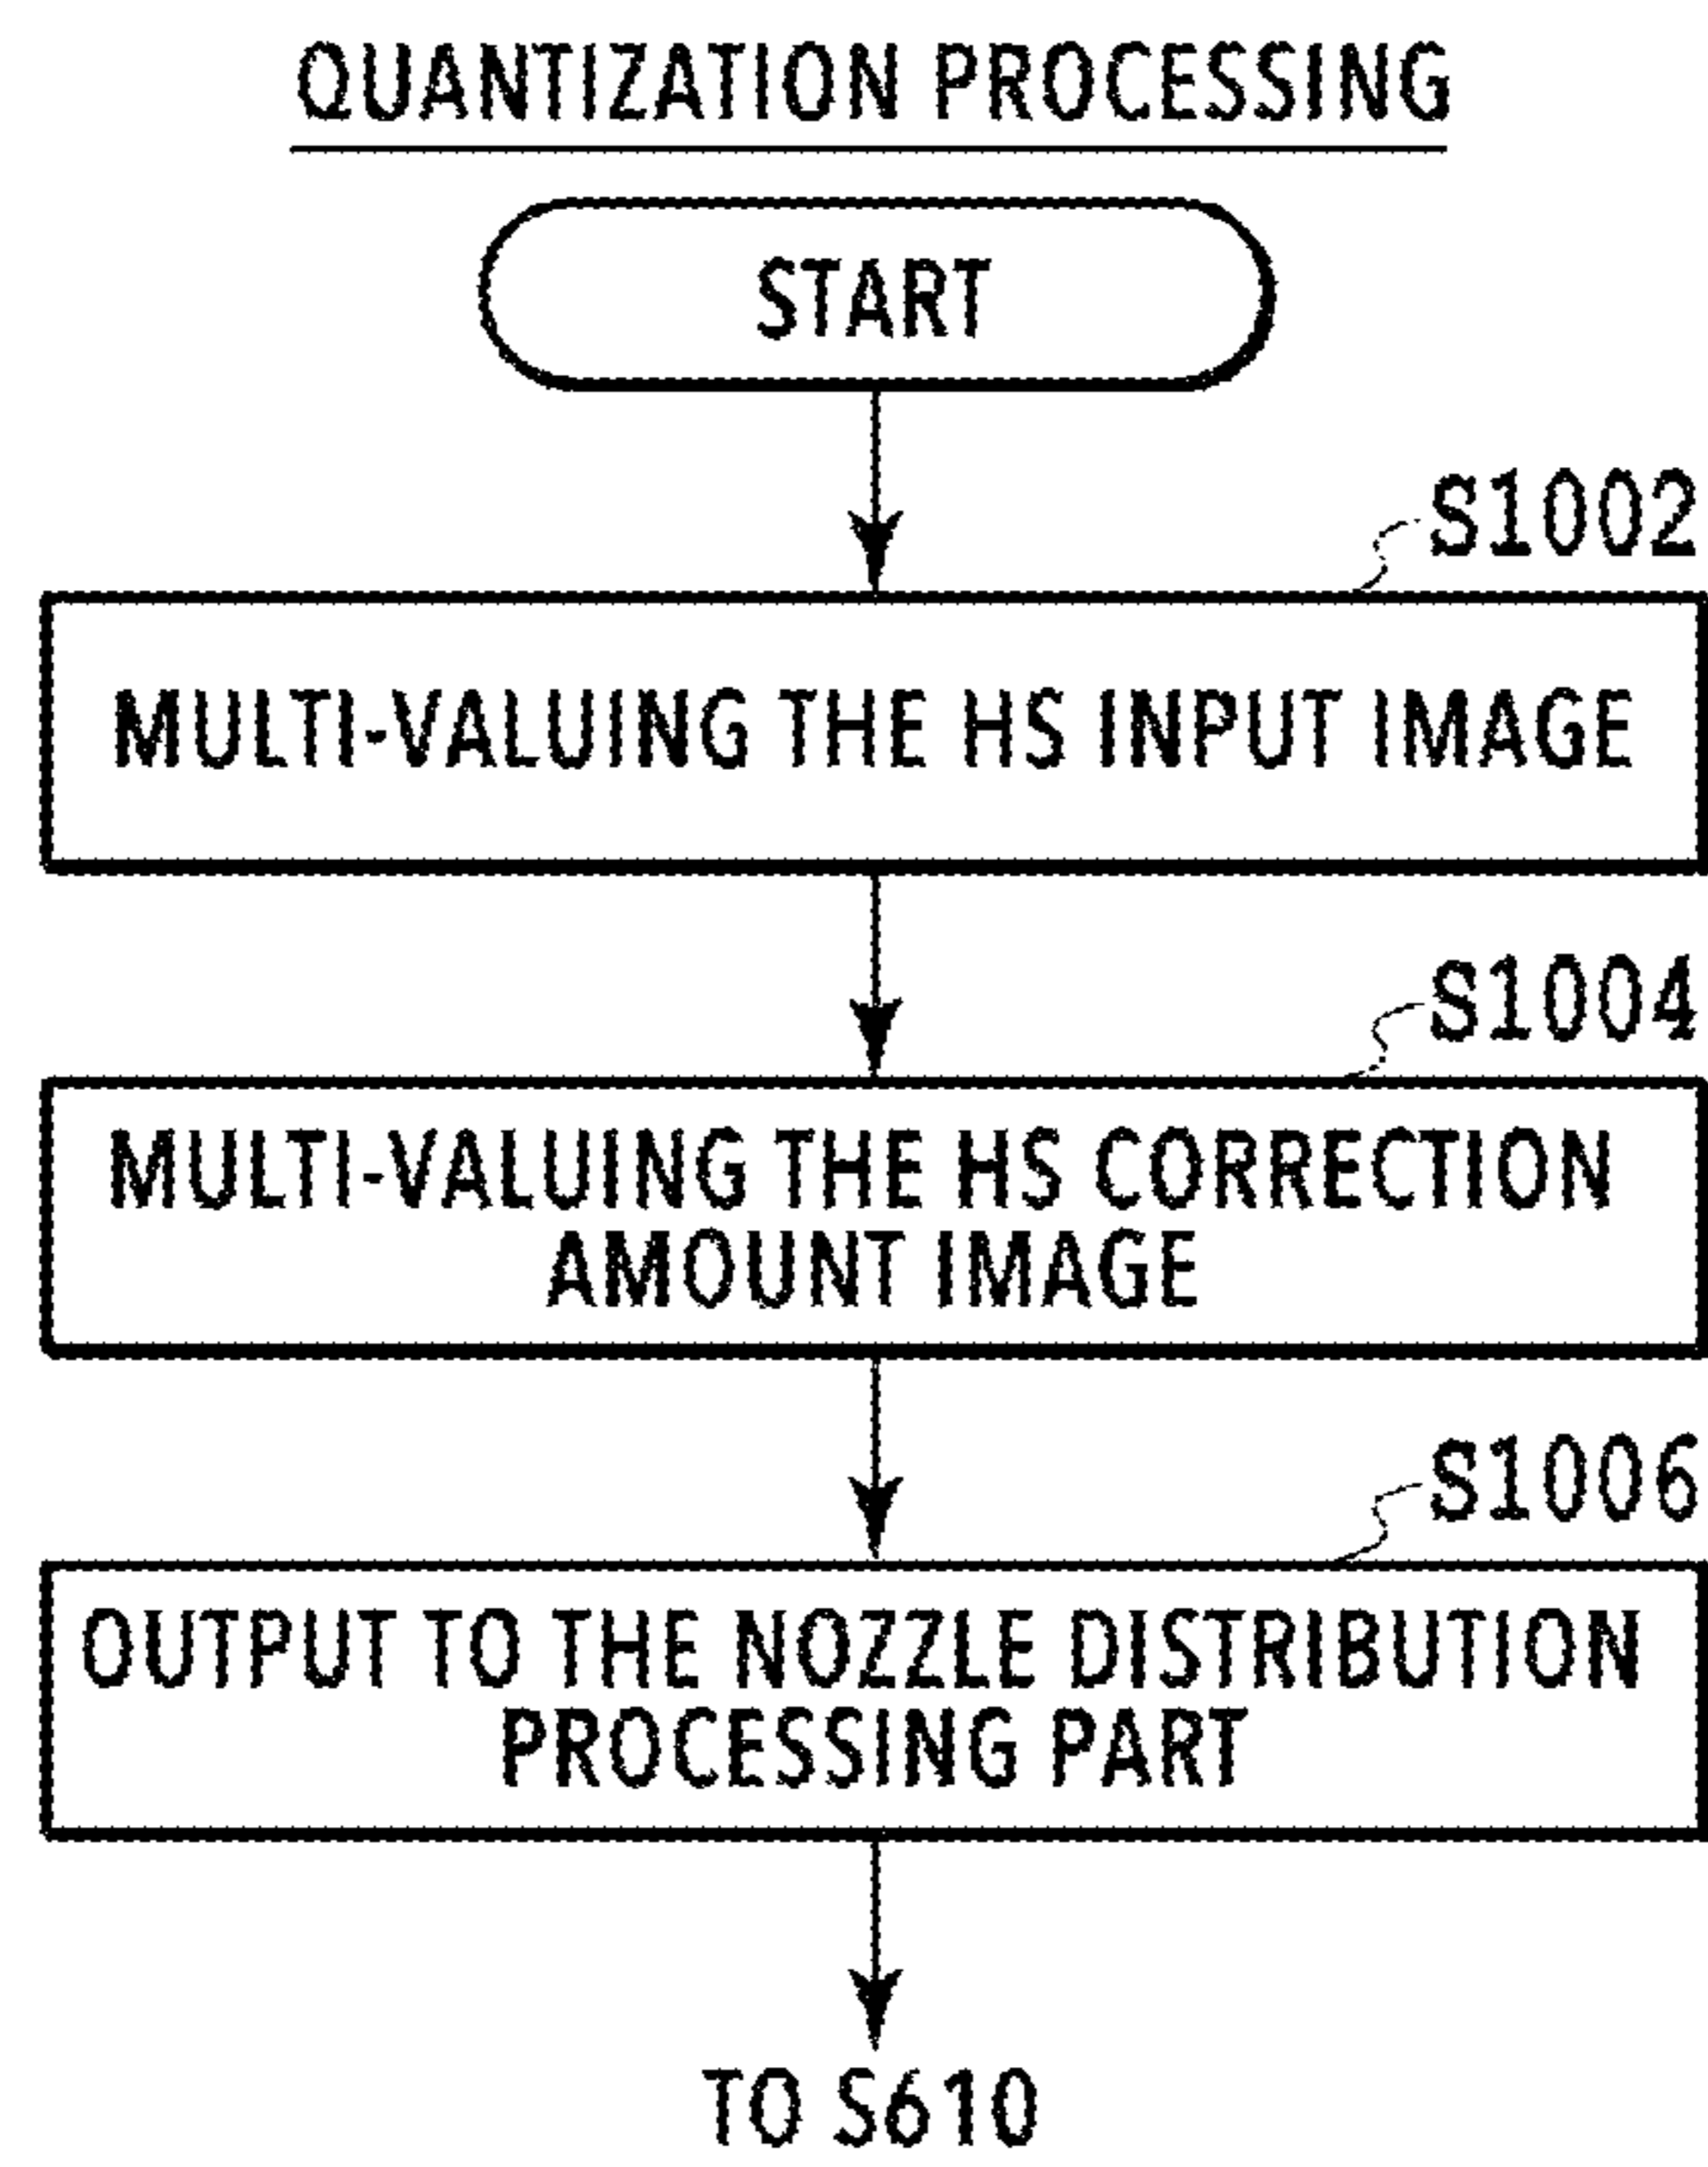 QUANTIZATION PROCESSING
START
S1002
MULTI-VALUING THE HS INPUT IMAGE
S1004
MULTI-VALUING THE HS CORRECTION
AMOUNT IMAGE
S1006
OUTPUT TO THE NOZZLE DISTRIBUTION
PROCESSING PART
TO S610